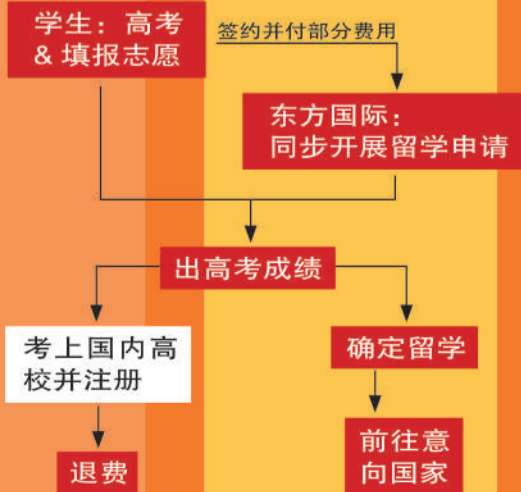 学生：高考
& 填报志愿
签约并付部分费用
东方国际：
同步开展留学申请
出高考成绩
考上国内高
校并注册
确定留学
退费
前往意
向国家